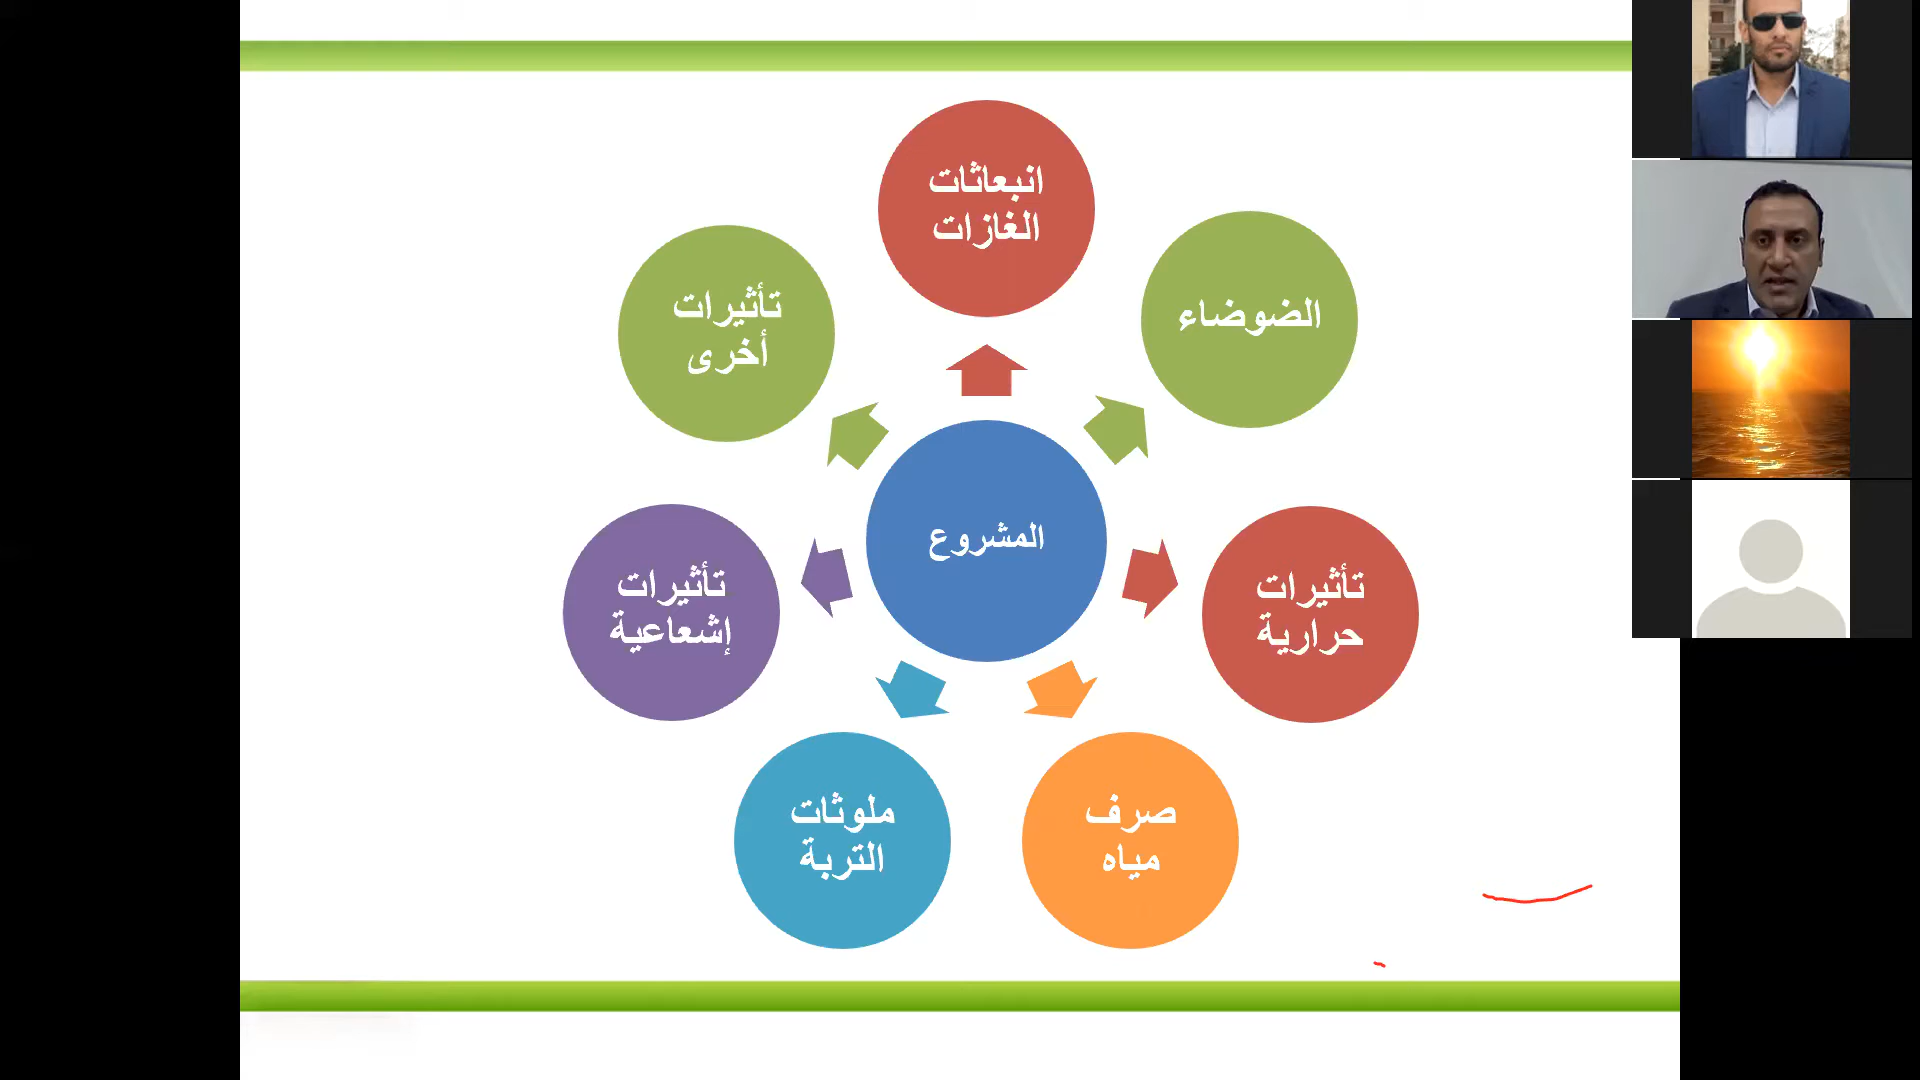 انبعاثات
الغازات
الضوضاء
تأثيرات
حرارية
صرف
مياه
ملوثات
التربة
تأثيرات
إشعاعية
تأثيرات
أخرى
المشروع